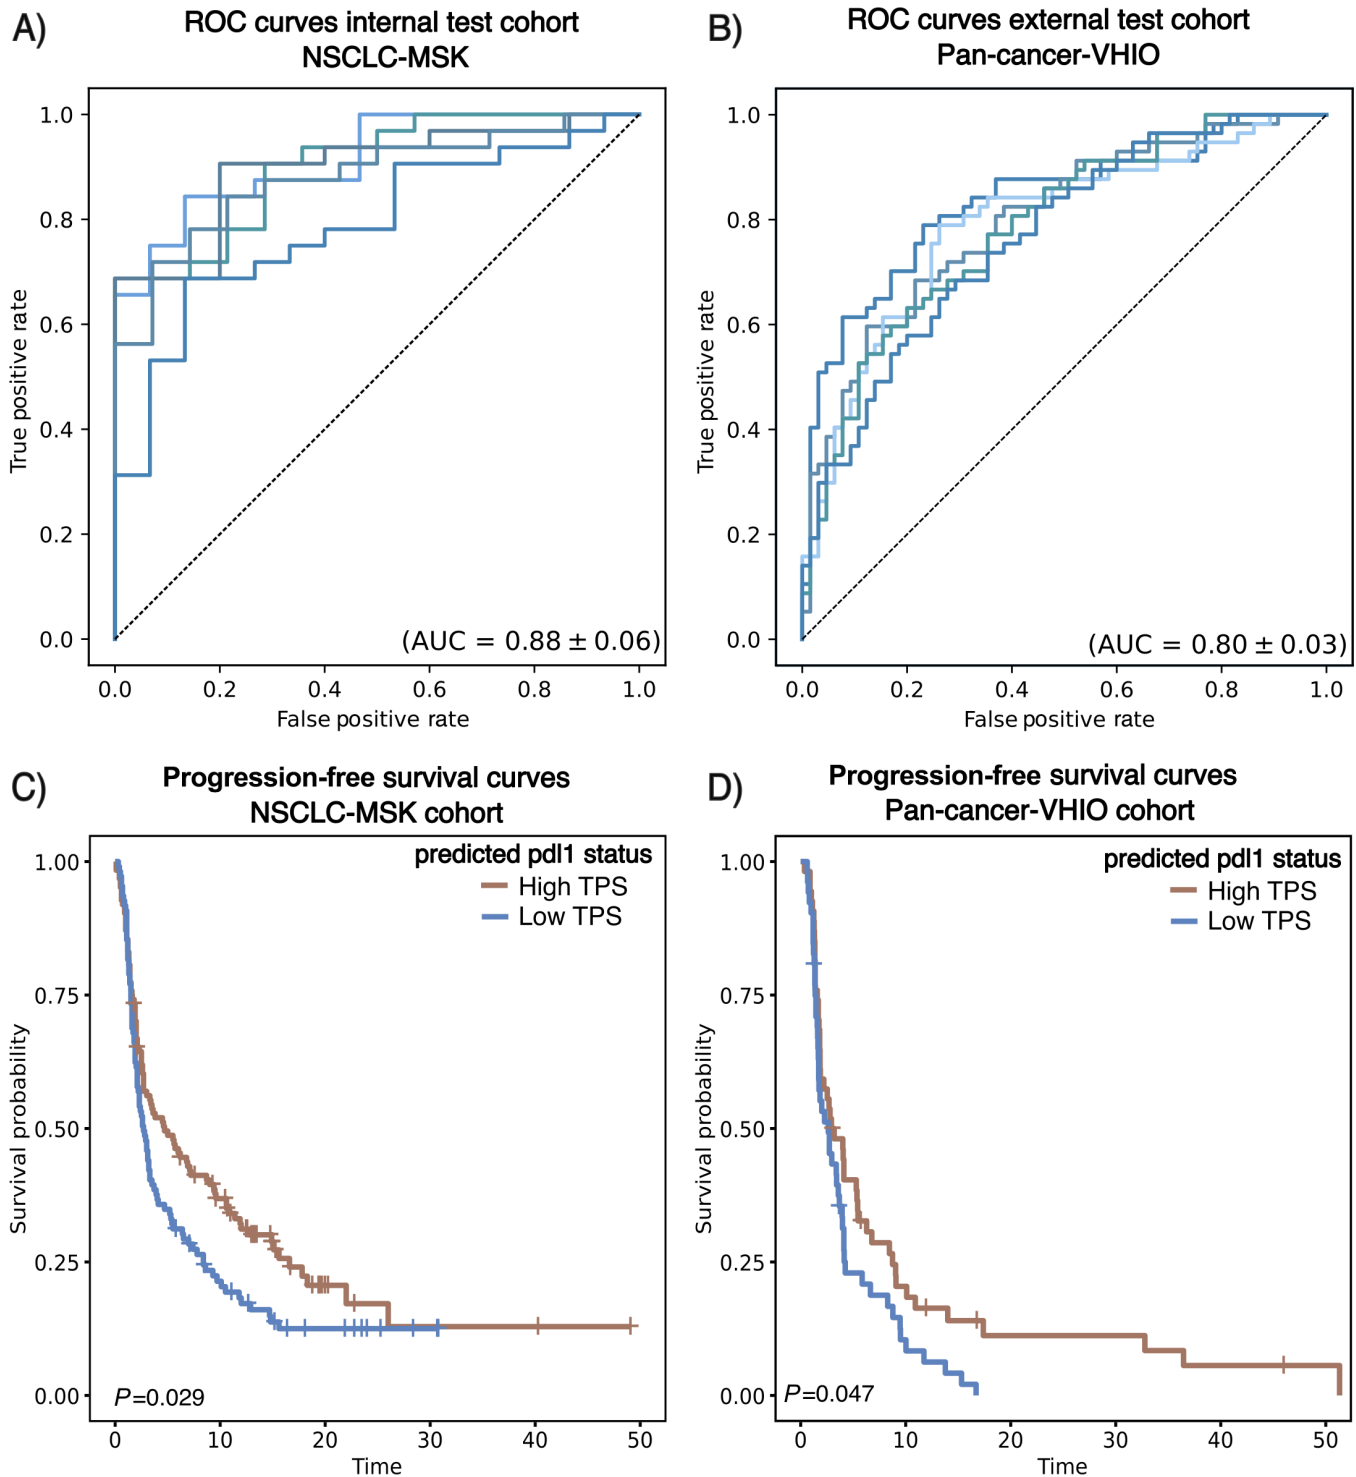 A)
ROC curves internal test cohort
NSCLC-MSK
1.0
0.8
0.6
0.4
0.2
0.0
True positive rate
(AUC = 0.88 ± 0.06)
0.0 0.2 0.4 0.6 0.8 1.0
False positive rate
B)
ROC curves external test cohort
Pan-cancer-VHIO
1.0
0.8
0.6
0.4
0.2
0.0
True positive rate
(AUC = 0.80 ± 0.03)
0.0 0.2 0.4 0.6 0.8 1.0
False positive rate
C)
Progression-free survival curves
NSCLC-MSK cohort
predicted pdl1 status
High TPS
Low TPS
1.00
0.75
0.50
0.25
0.00
Survival probability
P=0.029
0 10 20 30 40 50
Time
D)
Progression-free survival curves
Pan-cancer-VHIO cohort
predicted pdl1 status
High TPS
Low TPS
1.00
0.75
0.50
0.25
0.00
Survival probability
P=0.047
0 10 20 30 40 50
Time